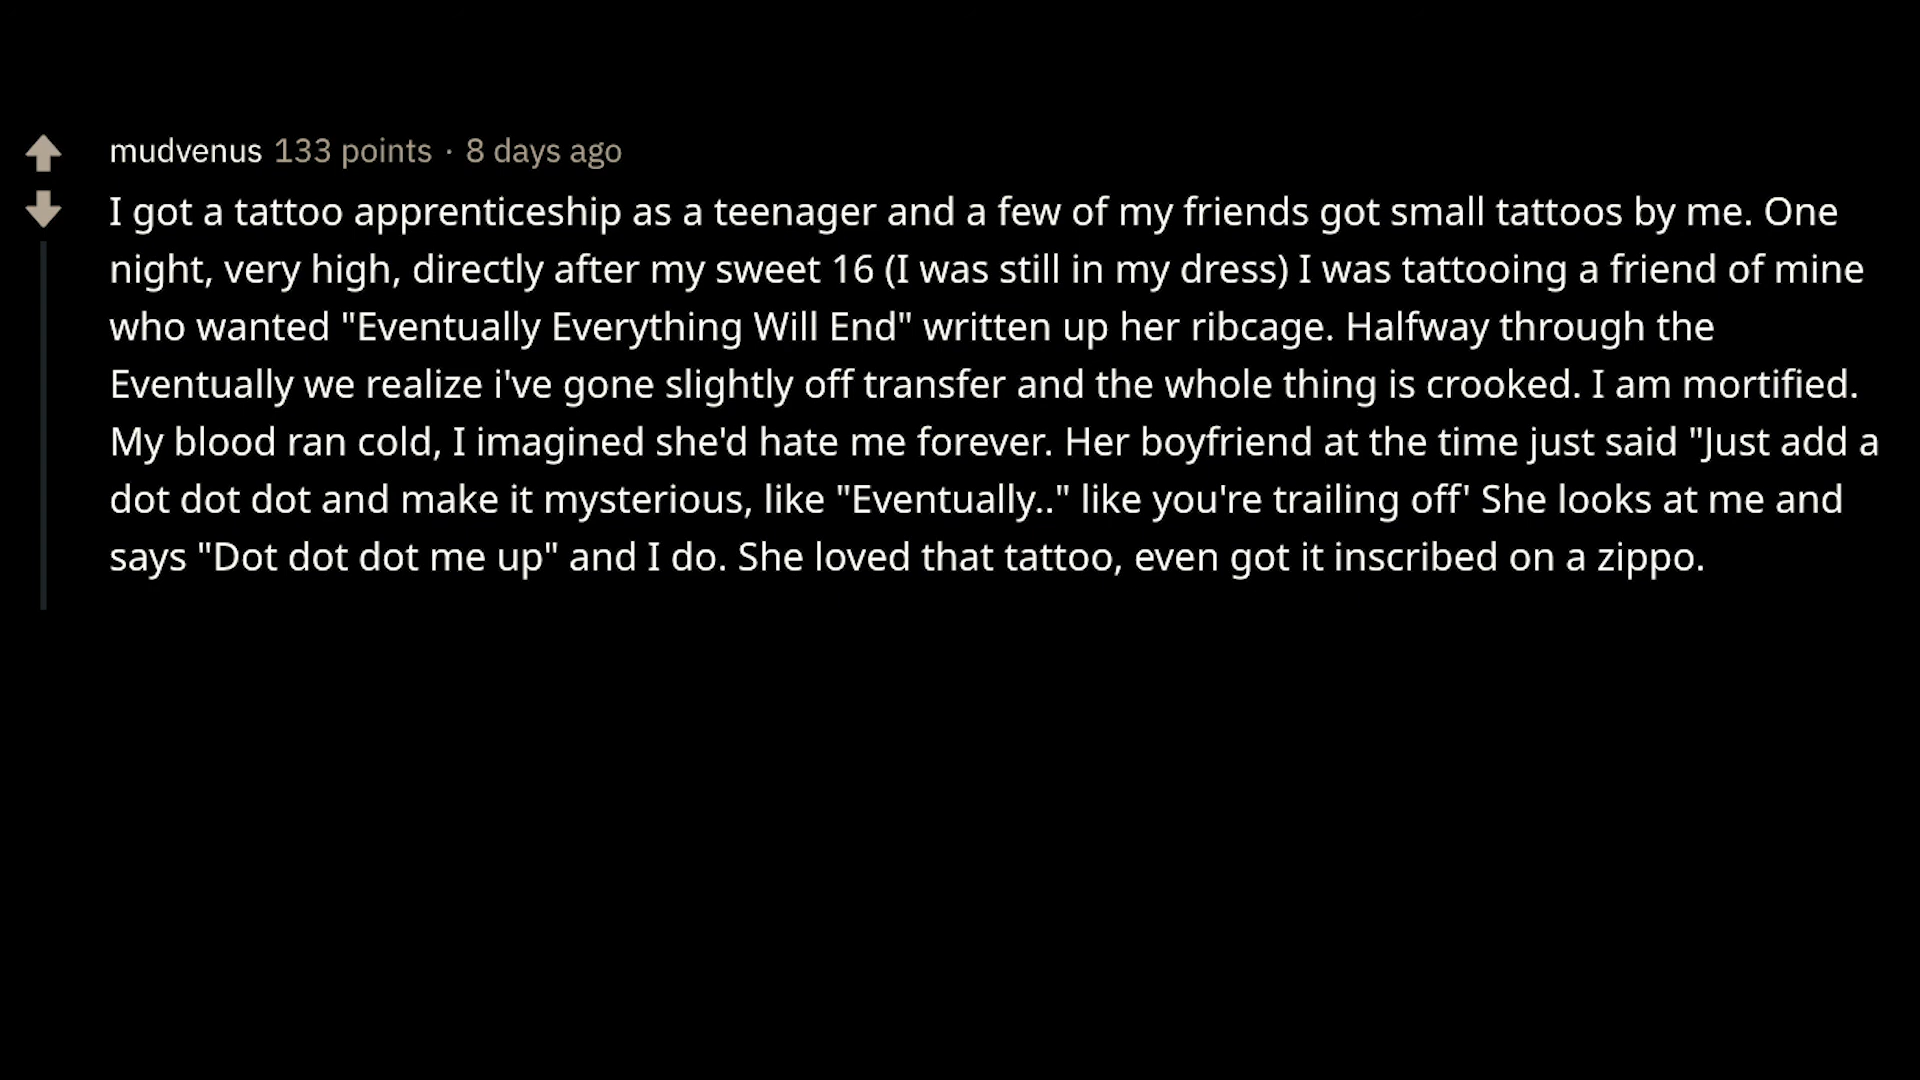 mudvenus 133 points · 8 days ago
I got a tattoo apprenticeship as a teenager and a few of my friends got small tattoos by me. One
night, very high, directly after my sweet 16 (I was still in my dress) I was tattooing a friend of mine
who wanted "Eventually Everything Will End" written up her ribcage. Halfway through the
Eventually we realize i've gone slightly off transfer and the whole thing is crooked. I am mortified.
My blood ran cold, I imagined she'd hate me forever. Her boyfriend at the time just said "Just add a
dot dot dot and make it mysterious, like "Eventually.." like you're trailing off' She looks at me and
says "Dot dot dot me up" and I do. She loved that tattoo, even got it inscribed on a zippo.